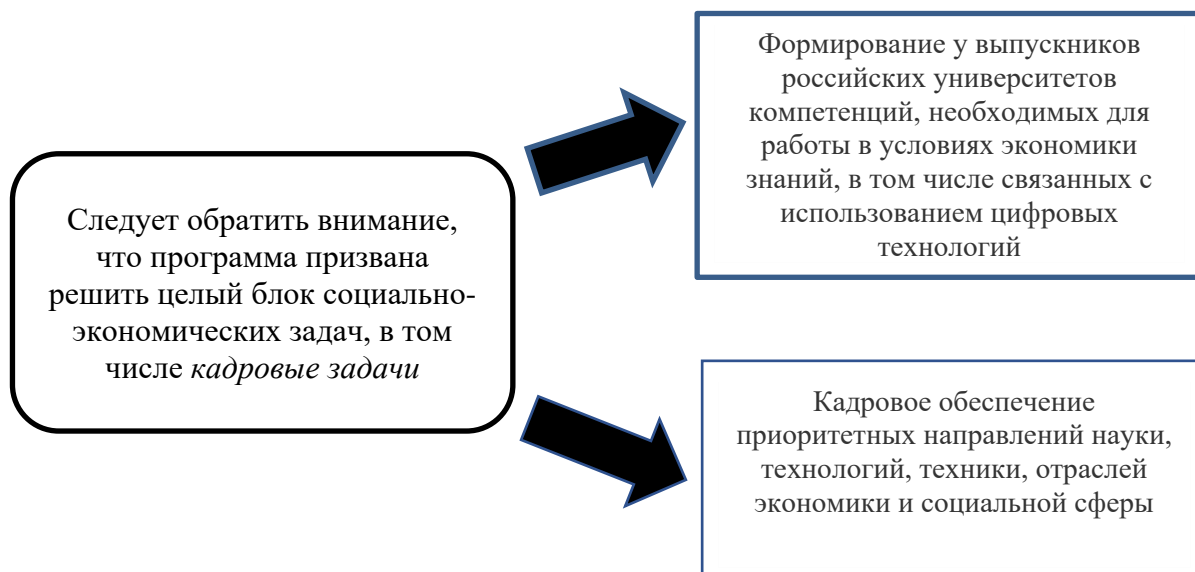 Следует обратить внимание,
что программа призвана
решить целый блок социально-
экономических задач, в том
числе кадровые задачи
Формирование у выпускников
российских университетов
компетенций, необходимых для
работы в условиях экономики
знаний, в том числе связанных с
использованием цифровых
технологий
Кадровое обеспечение
приоритетных направлений науки,
технологий, техники, отраслей
экономики и социальной сферы